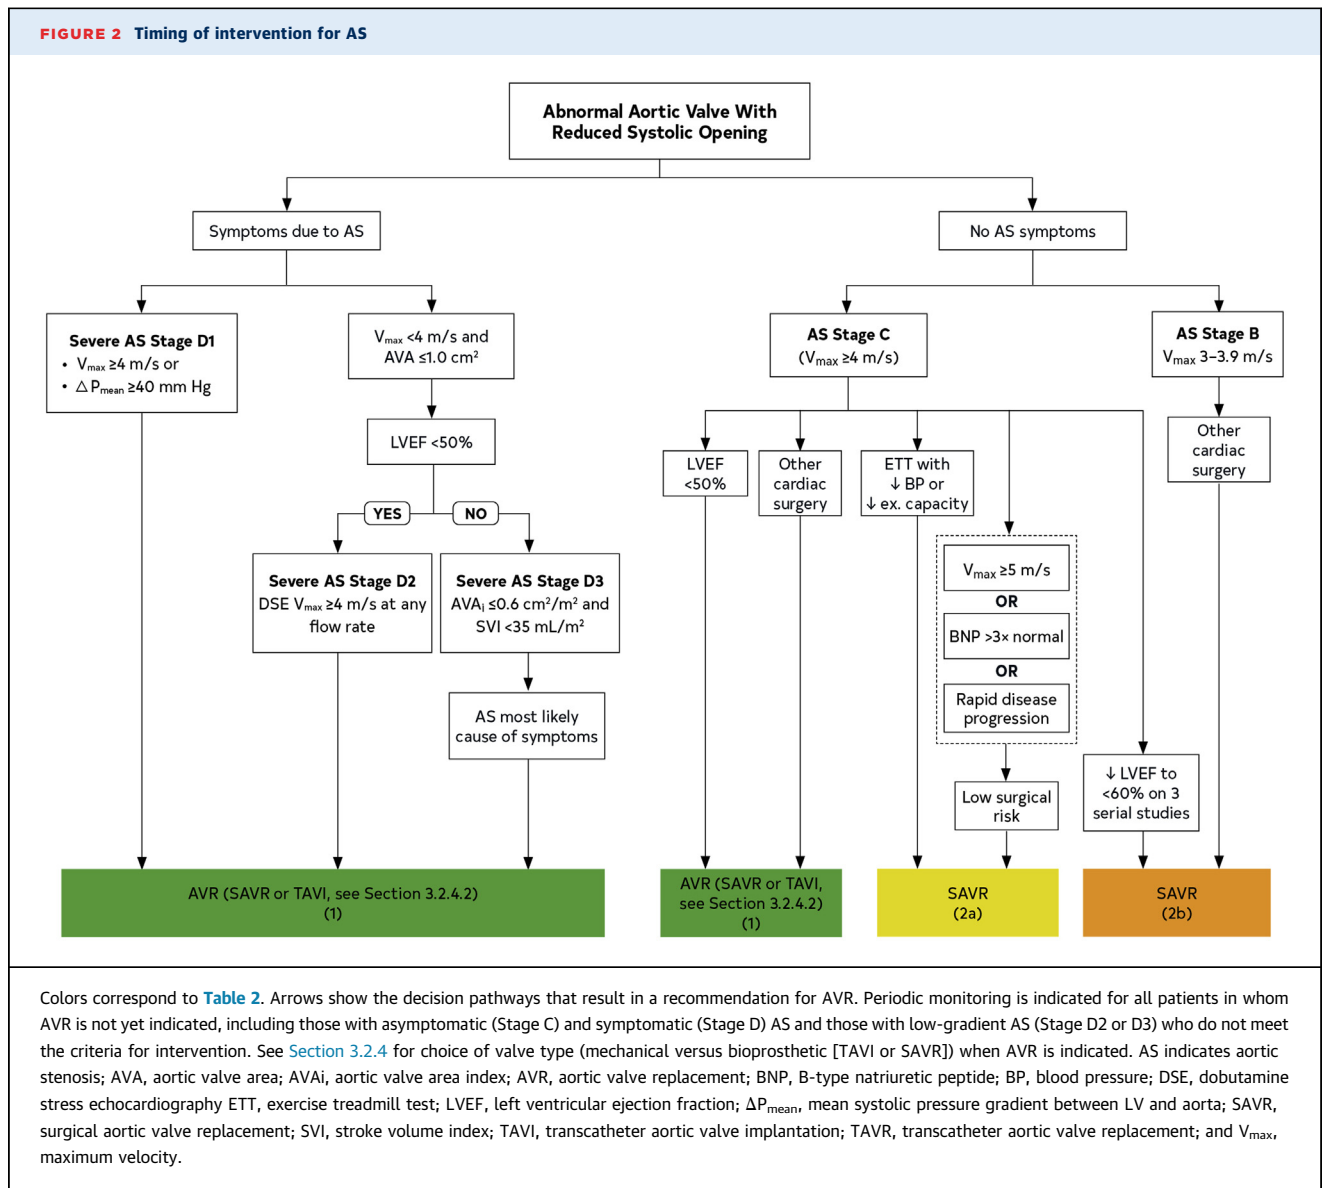 FIGURE 2 Timing of intervention for AS
Abnormal Aortic Valve With
Reduced Systolic Opening
Symptoms due to AS
No AS symptoms
Severe AS Stage D1
• Vmax ≥4 m/s or
• △Pmean ≥40 mm Hg
Vmax <4 m/s and
AVA ≤1.0 cm²
AS Stage C
(Vmax ≥4 m/s)
AS Stage B
Vmax 3–3.9 m/s
LVEF <50%
YES
NO
Severe AS Stage D2
DSE Vmax ≥4 m/s at any
flow rate
Severe AS Stage D3
AVAi ≤0.6 cm²/m² and
SVI <35 mL/m²
AS most likely
cause of symptoms
LVEF
<50%
Other
cardiac
surgery
ETT with
↓ BP or
↓ ex. capacity
Vmax ≥5 m/s
OR
BNP >3× normal
OR
Rapid disease
progression
Low surgical
risk
↓ LVEF to
<60% on 3
serial studies
Other
cardiac
surgery
AVR (SAVR or TAVI, see Section 3.2.4.2)
(1)
AVR (SAVR or TAVI,
see Section 3.2.4.2)
(1)
SAVR
(2a)
SAVR
(2b)
Colors correspond to Table 2. Arrows show the decision pathways that result in a recommendation for AVR. Periodic monitoring is indicated for all patients in whom
AVR is not yet indicated, including those with asymptomatic (Stage C) and symptomatic (Stage D) AS and those with low-gradient AS (Stage D2 or D3) who do not meet
the criteria for intervention. See Section 3.2.4 for choice of valve type (mechanical versus bioprosthetic [TAVI or SAVR]) when AVR is indicated. AS indicates aortic
stenosis; AVA, aortic valve area; AVAi, aortic valve area index; AVR, aortic valve replacement; BNP, B-type natriuretic peptide; BP, blood pressure; DSE, dobutamine
stress echocardiography ETT, exercise treadmill test; LVEF, left ventricular ejection fraction; ΔPmean, mean systolic pressure gradient between LV and aorta; SAVR,
surgical aortic valve replacement; SVI, stroke volume index; TAVI, transcatheter aortic valve implantation; TAVR, transcatheter aortic valve replacement; and Vmax,
maximum velocity.